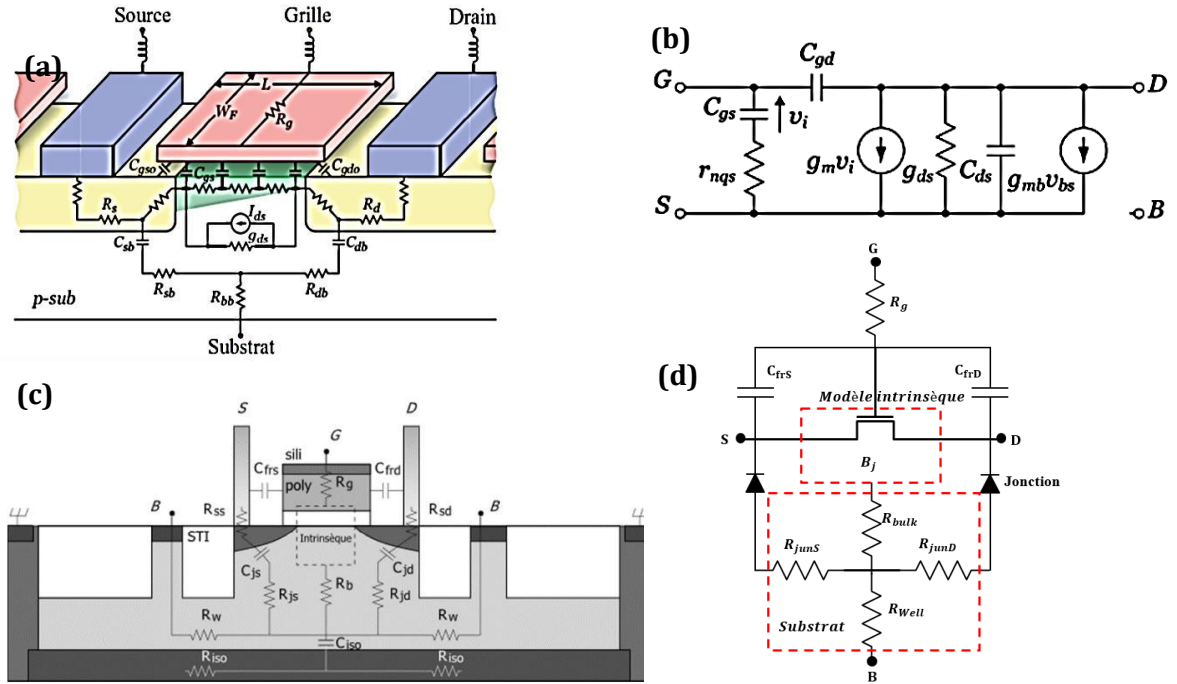 Source Grille Drain
(a)
L
W_F
R_g
C_gso C_gs C_gdo
R_s I_ds R_d
g_ds
C_sb C_db
R_sb R_bb R_db
p-sub
Substrat
(b)
C_gd
G D
C_gs v_i
r_nqs g_m v_i g_ds C_ds g_mb v_bs
S B
(c)
S D
G
sili
C_frs poly R_g C_frd
B R_ss R_sd B
STI Intrinsèque
C_js C_jd
R_js R_b R_jd
R_w R_w
C_iso
R_iso R_iso
(d)
G
R_g
C_frS C_frD
Modèle intrinsèque
S D
B_j Jonction
R_bulk
R_junS R_junD
R_Well
Substrat
B